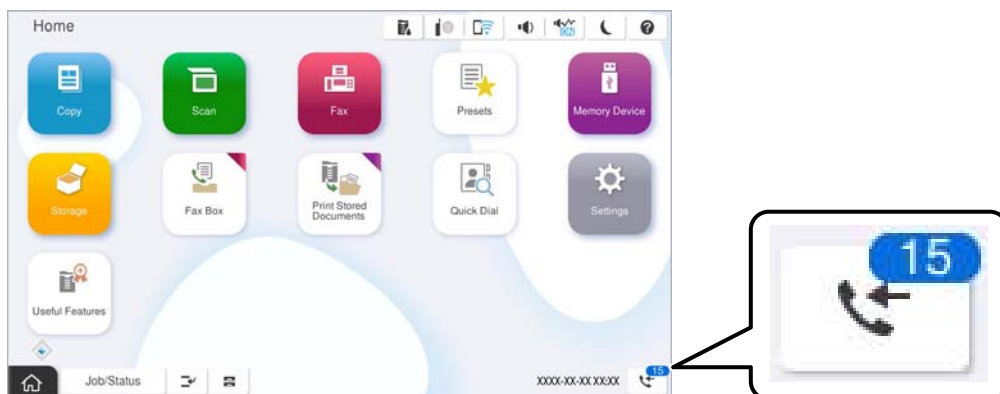 Home
ON
Copy
Scan
Fax
Presets
Memory Device
Storage
Fax Box
Print Stored
Documents
Quick Dial
Settings
Useful Features
Job/Status
XXXX-XX-XX XX:XX
15
15